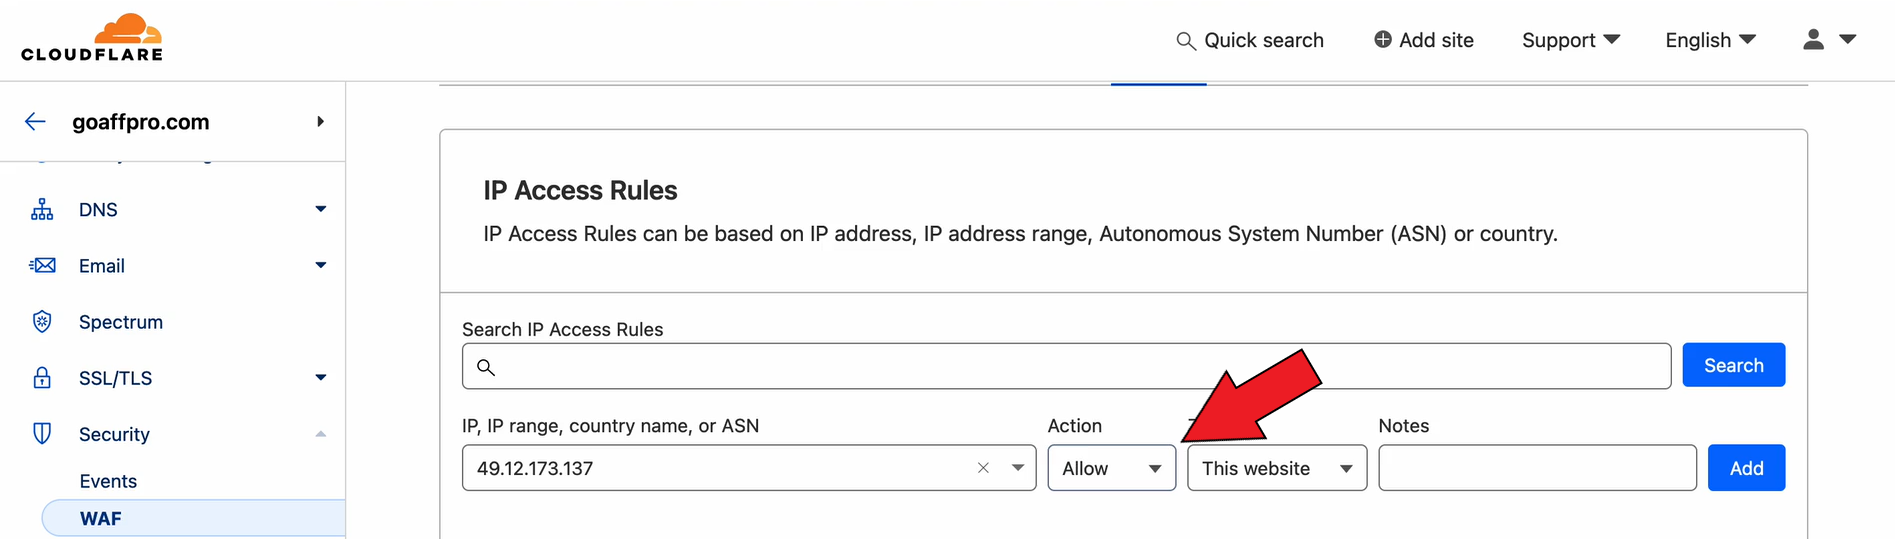 CLOUDFLARE
Quick search
Add site
Support
English
goaffpro.com
DNS
Email
Spectrum
SSL/TLS
Security
Events
WAF
IP Access Rules
IP Access Rules can be based on IP address, IP address range, Autonomous System Number (ASN) or country.
Search IP Access Rules
Search
IP, IP range, country name, or ASN
Action
Notes
49.12.173.137
Allow
This website
Add